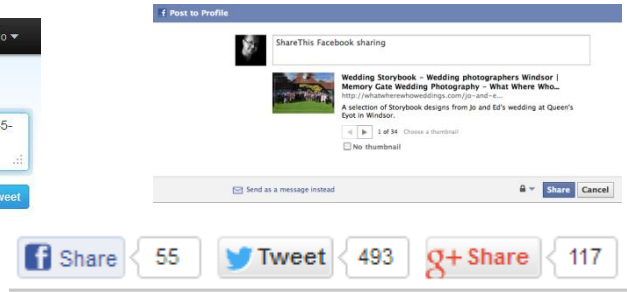 Post to Profile
ShareThis Facebook sharing
Wedding Storybook – Wedding photographers Windsor |
Memory Gate Wedding Photography – What Where Who...
http://whatwherewhoweddings.com/jo-and-e...
A selection of Storybook designs from Jo and Ed's wedding at Queen's
Eyot in Windsor.
1 of 34 Choose a thumbnail
No thumbnail
5-
Send as a message instead
Share Cancel
Share 55 Tweet 493 g+ Share 117